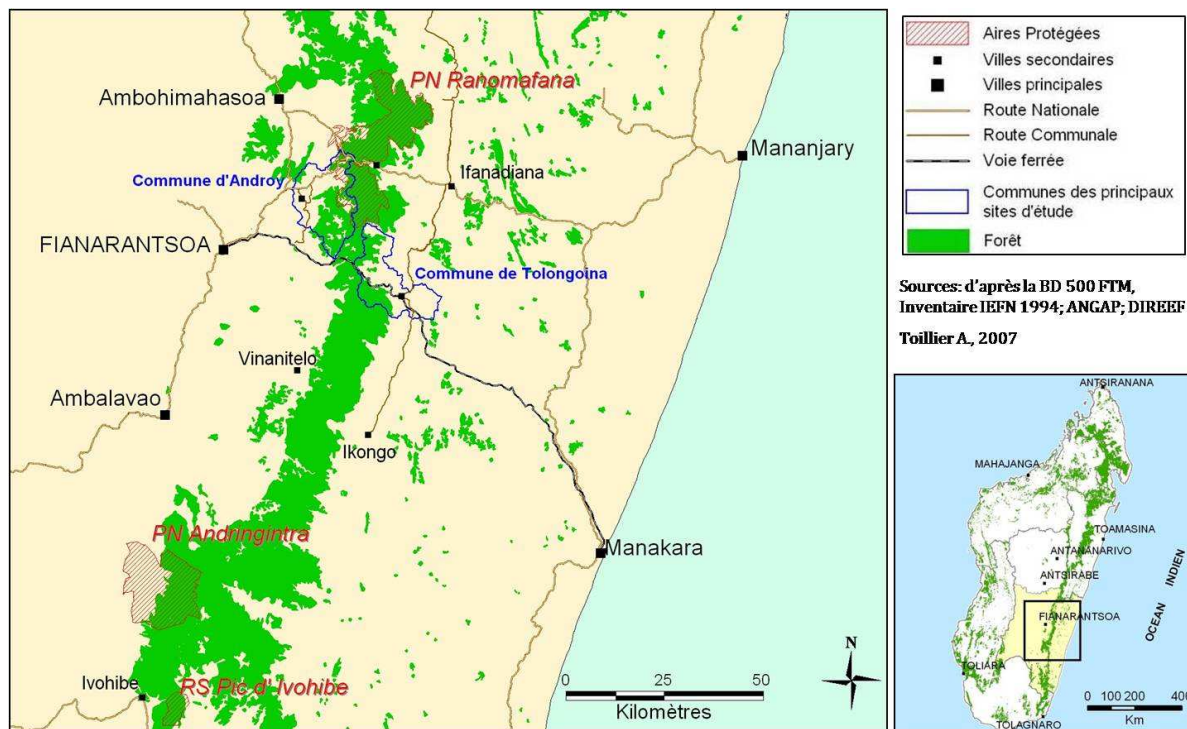 PN Ranomafana
Ambohimahasoa
Mananjary
Commune d'Androy
Ifanadiana
FIANARANTSOA
Commune de Tolongoina
Vinanitelo
Ambalavao
Ikongo
PN Andringintra
Manakara
Ivohibe
RS Pic d' Ivohibe
0 25 50
Kilomètres
N
Aires Protégées
Villes secondaires
Villes principales
Route Nationale
Route Communale
Voie ferrée
Communes des principaux
sites d'étude
Forêt
Sources: d'après la BD 500 FTM,
Inventaire IEFN 1994; ANGAP; DIREEF
Toillier A., 2007
ANTSIRANANA
MAHAJANGA
TOAMASINA
ANTANANARIVO
ANTSIRABE
FIANARANTSOA
OCEAN INDIEN
TOLIARA
TOLAGNARO
0 100 200 400
Km